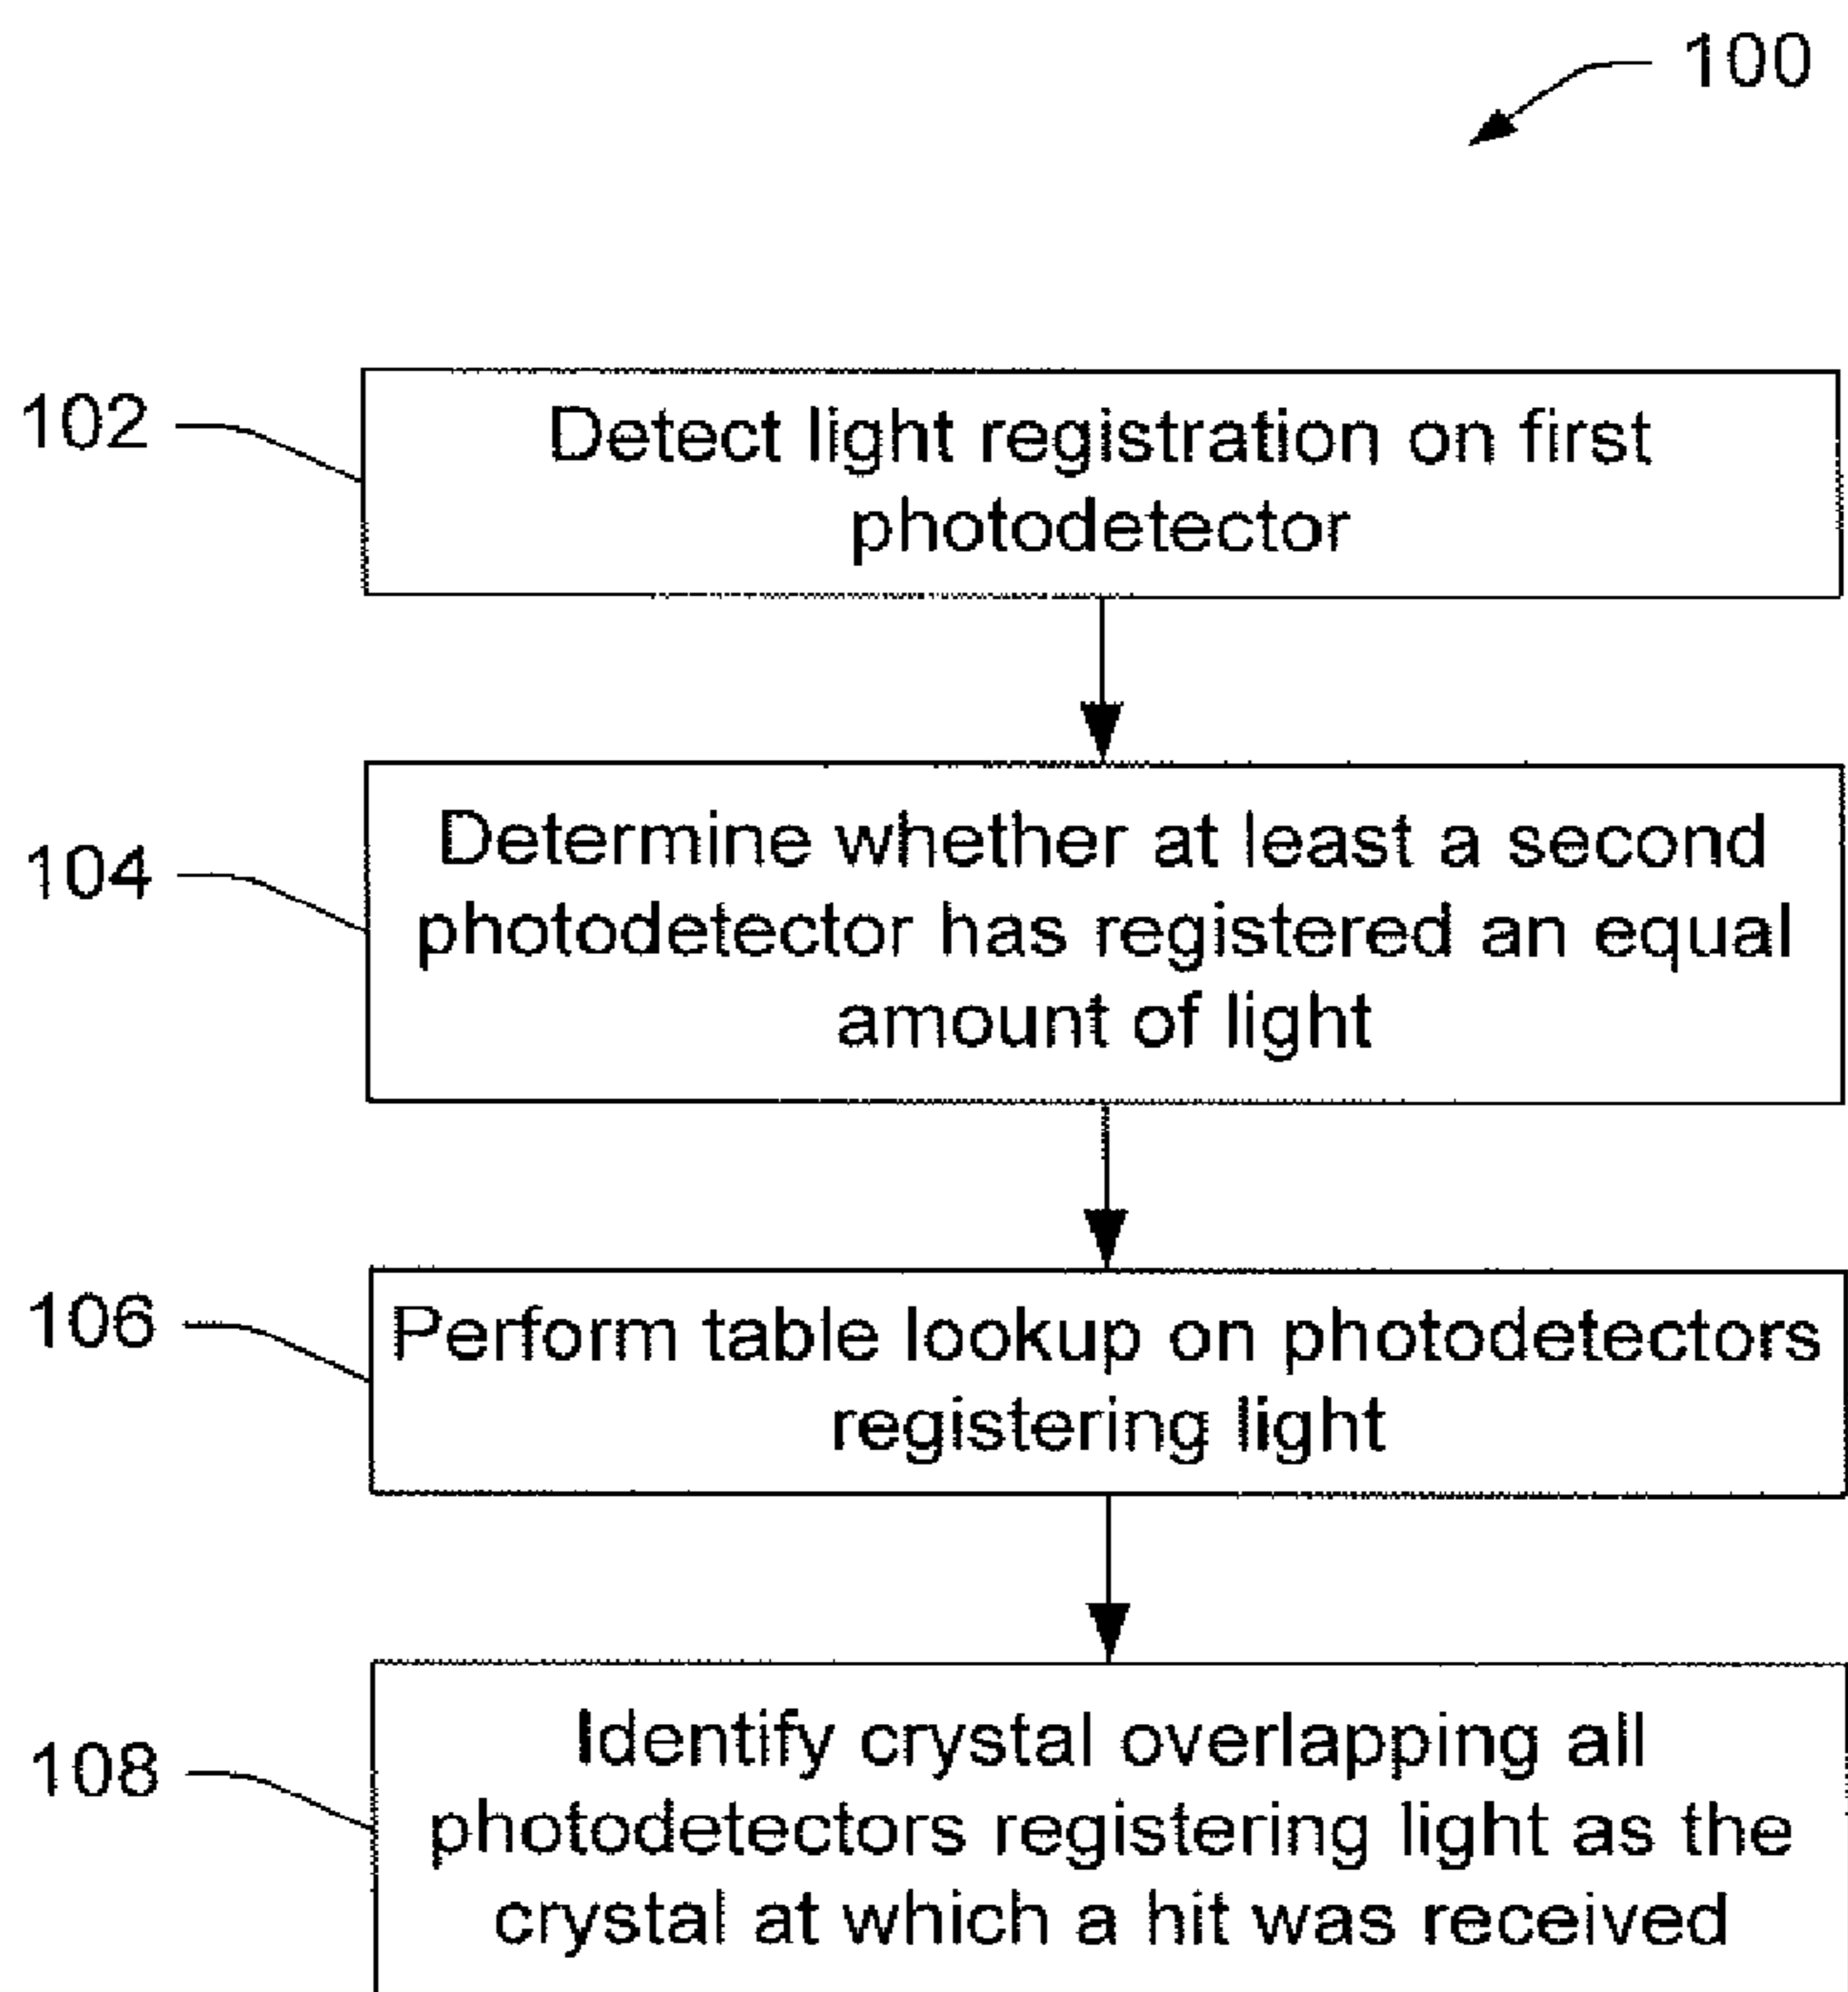 100
102
Detect light registration on first
photodetector
104
Determine whether at least a second
photodetector has registered an equal
amount of light
106
Perform table lookup on photodetectors
registering light
108
Identify crystal overlapping all
photodetectors registering light as the
crystal at which a hit was received